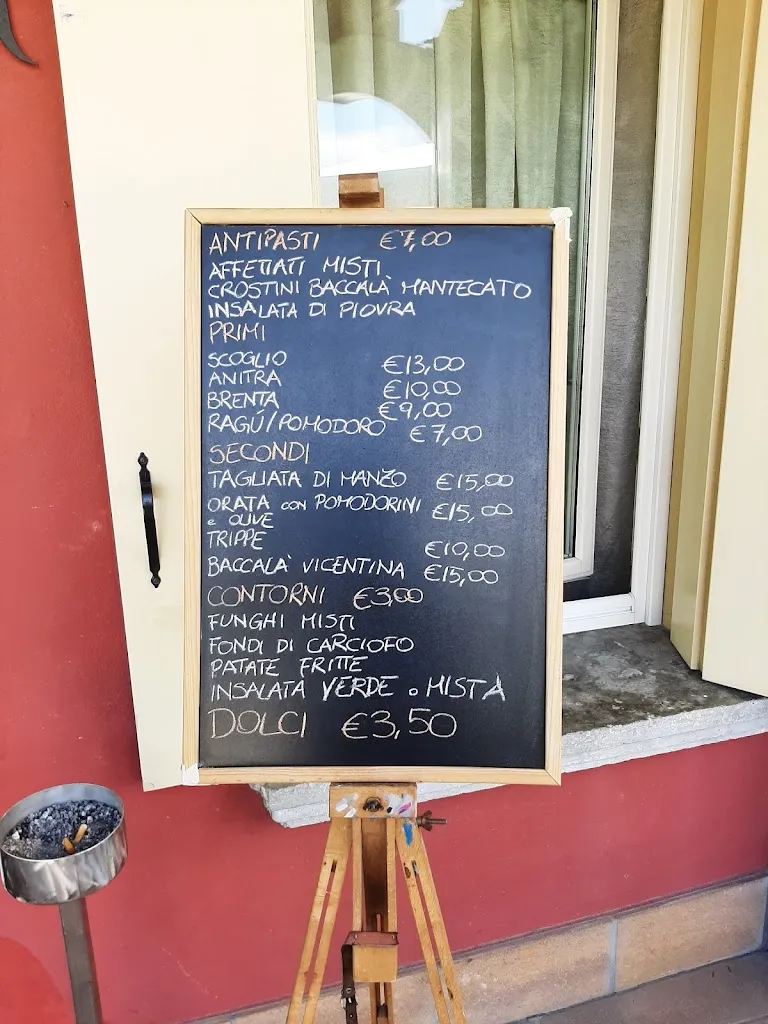 ANTIPASTI €7,00
AFFETTATI MISTI
CROSTINI BACCALÀ MANTECATO
INSALATA DI PIOVRA
PRIMI
SCOGLIO €13,00
ANITRA €10,00
BRENTA €9,00
RAGÚ/POMODORO €7,00
SECONDI
TAGLIATA DI MANZO €15,00
ORATA CON POMODORINI €15,00
e OLIVE
TRIPPE €10,00
BACCALA' VICENTINA €15,00
CONTORNI €3,00
FUNGHI MISTI
FONDI DI CARCIOFO
PATATE FRITTE
INSALATA VERDE o MISTA
DOLCI €3,50